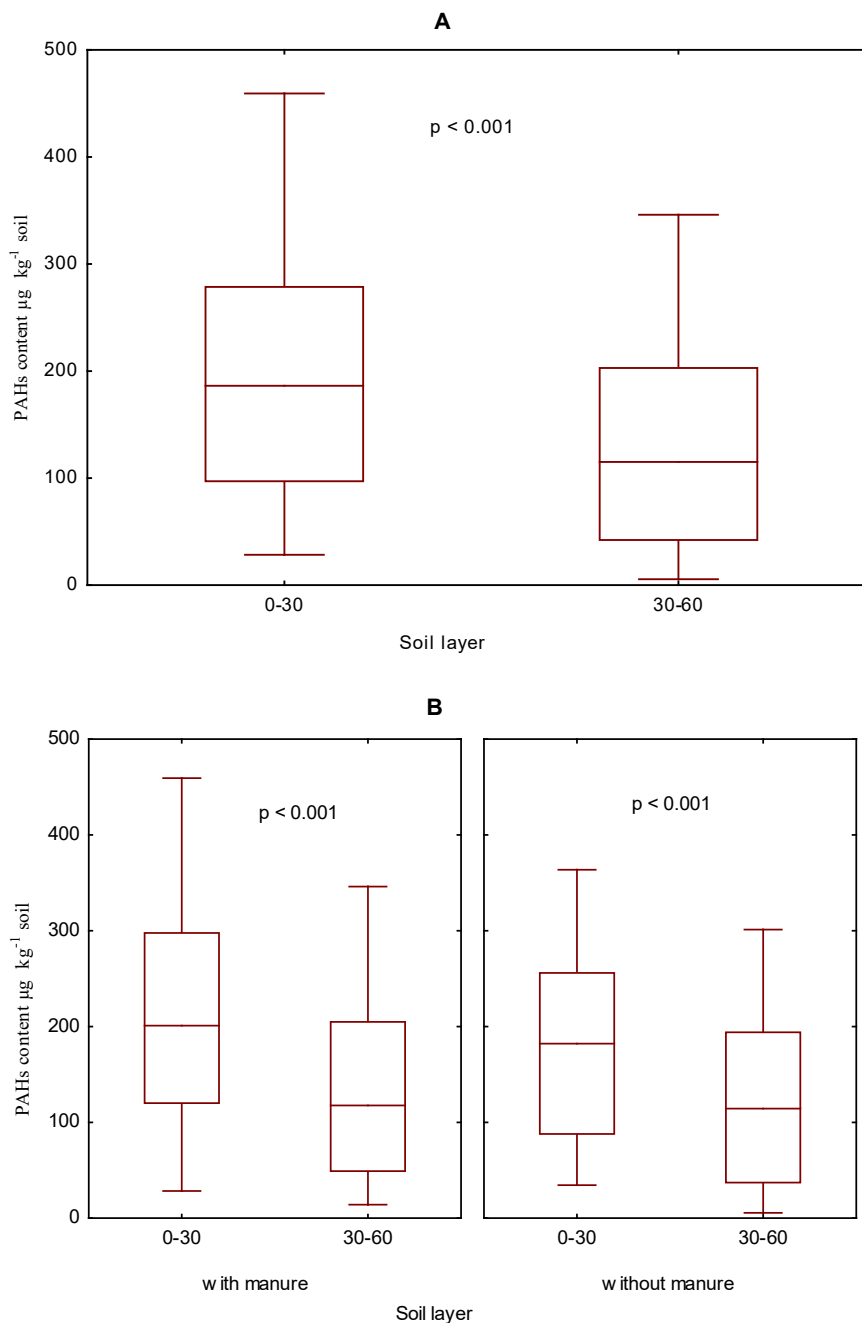 A
500
400
300
200
100
0
p < 0.001
PAHs content µg kg-1 soil
0-30 30-60
Soil layer
B
500
400
300
200
100
0
p < 0.001 p < 0.001
PAHs content µg kg-1 soil
0-30 30-60 0-30 30-60
with manure without manure
Soil layer